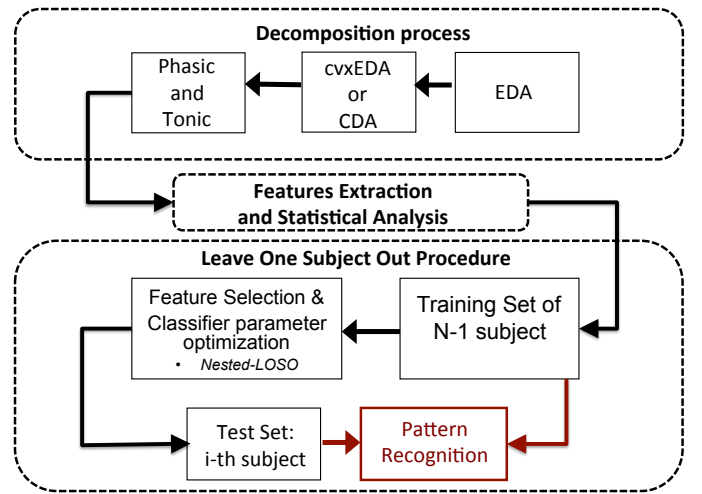 Decomposition process
Phasic
and
Tonic
cvxEDA
or
CDA
EDA
Features Extraction
and Statistical Analysis
Leave One Subject Out Procedure
Feature Selection &
Classifier parameter
optimization
• Nested-LOSO
Training Set of
N-1 subject
Test Set:
i-th subject
Pattern
Recognition